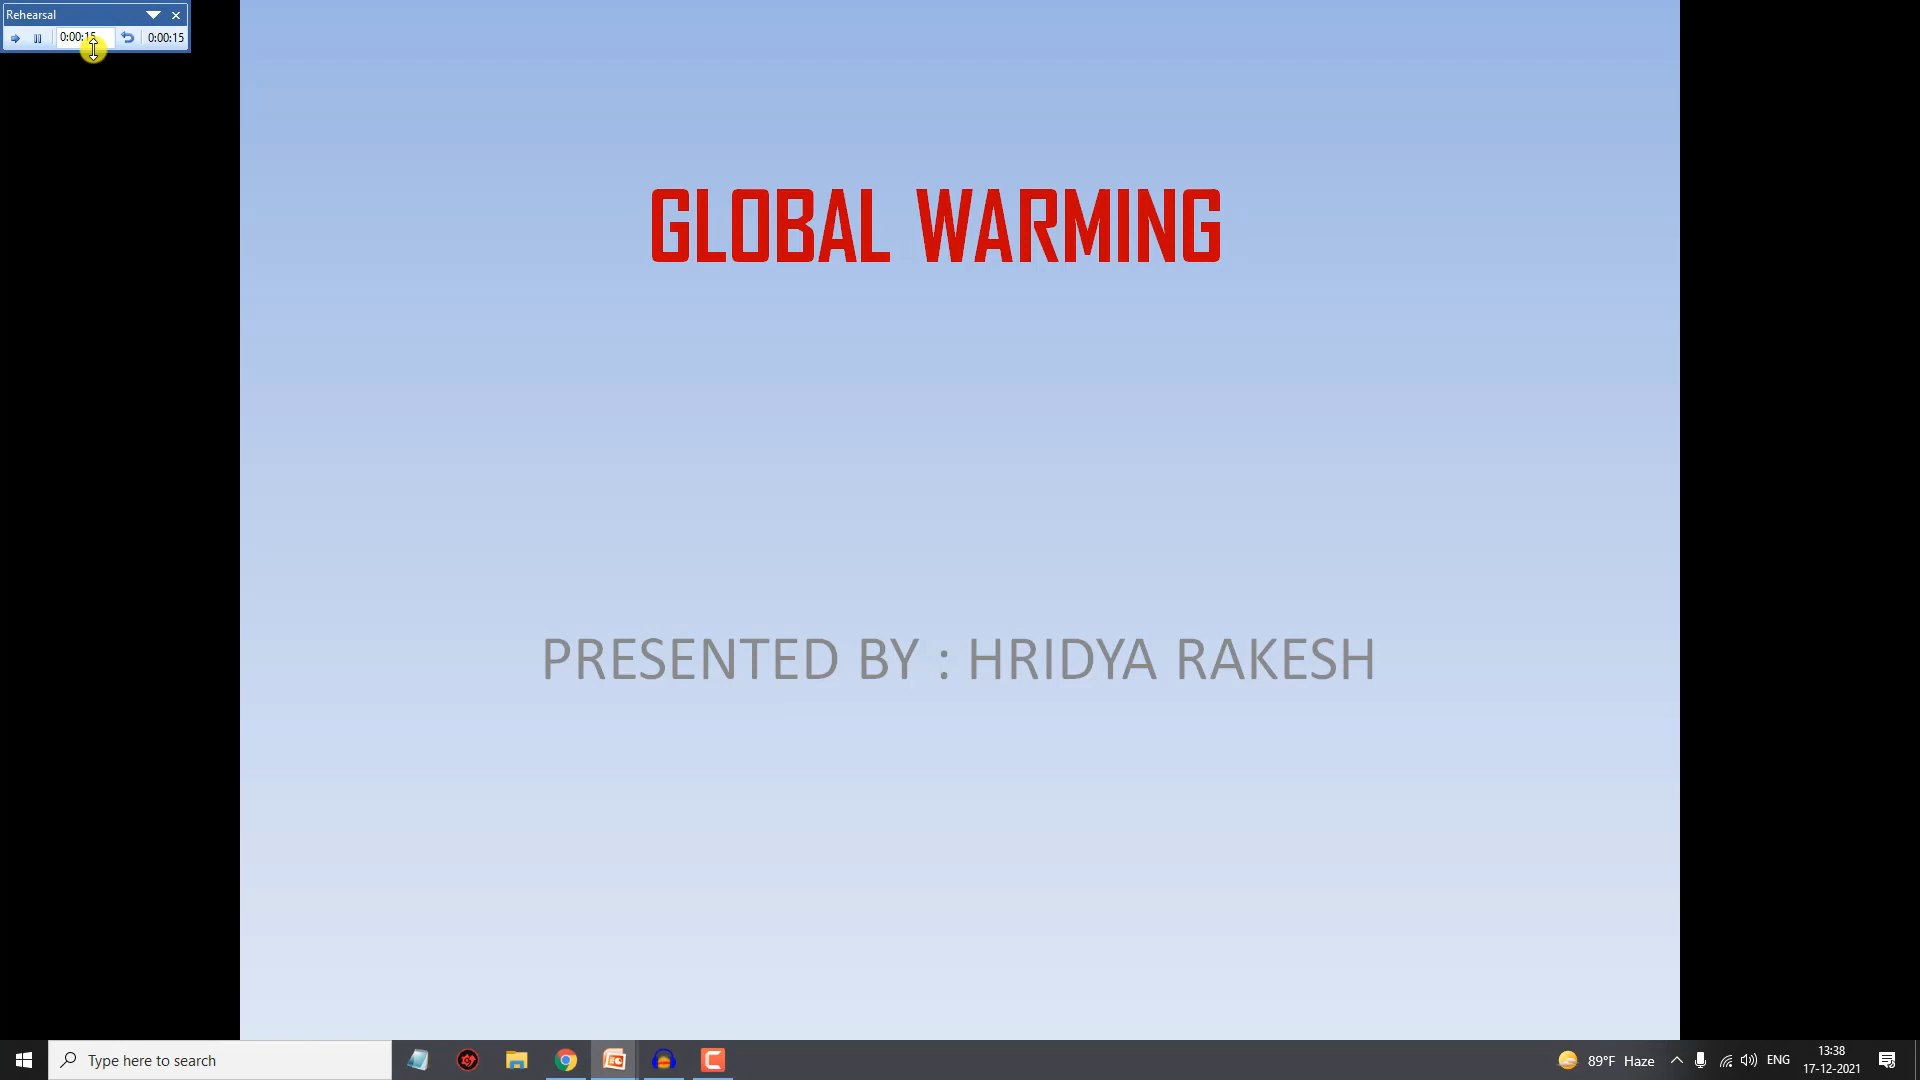 Rehearsal
0:00:15 0:00:15
GLOBAL WARMING
PRESENTED BY : HRIDYA RAKESH
Type here to search
89°F Haze
ENG
13:38
17-12-2021